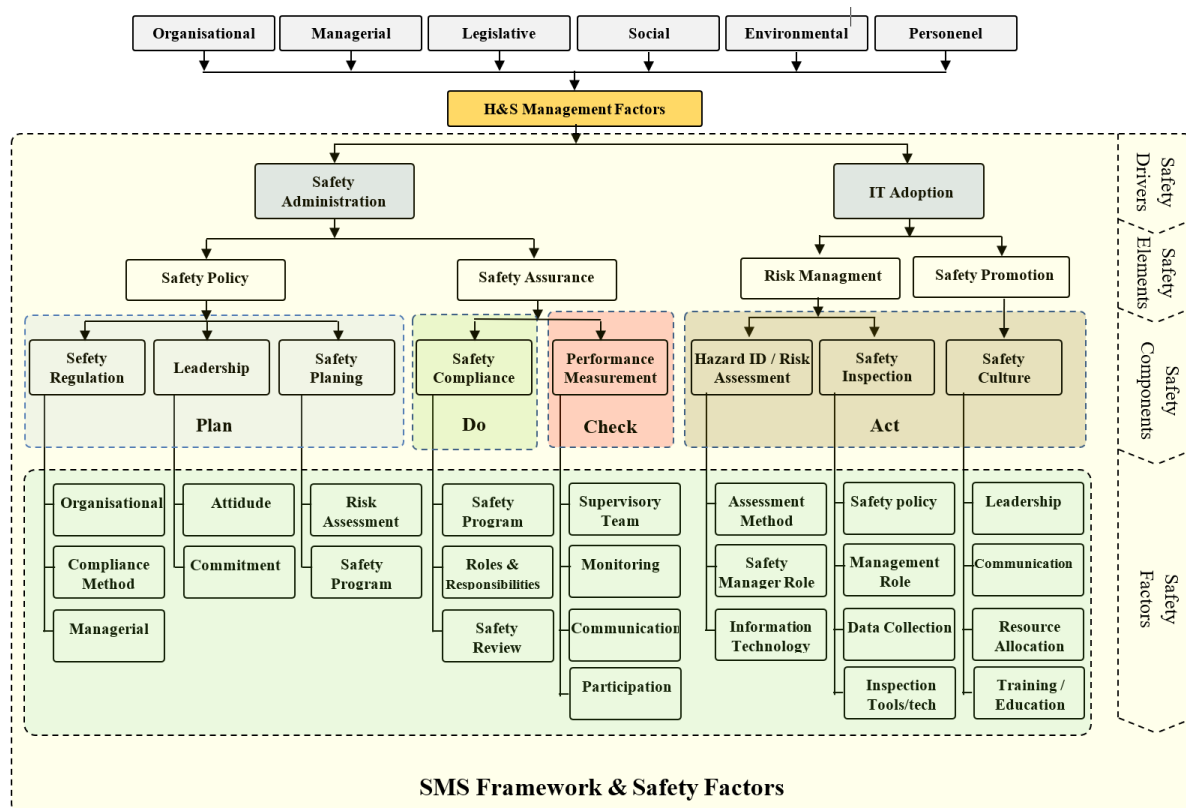 Organisational
Managerial
Legislative
Social
Environmental
Personenel
H&S Management Factors
Safety
Administration
IT Adoption
Safety
Drivers
Safety Policy
Safety Assurance
Risk Managment
Safety Promotion
Safety
Elements
Sefety
Regulation
Leadership
Safety
Planing
Safety
Compliance
Performance
Measurement
Hazard ID / Risk
Assessment
Safety
Inspection
Safety
Culture
Plan
Do
Check
Act
Safety
Components
Organisational
Attidude
Risk
Assessment
Safety
Program
Supervisory
Team
Assessment
Method
Safety policy
Leadership
Compliance
Method
Commitment
Safety
Program
Roles &
Responsibilities
Monitoring
Safety
Manager Role
Management
Role
Communication
Managerial
Safety
Review
Communication
Information
Technology
Data Collection
Resource
Allocation
Participation
Inspection
Tools/tech
Training /
Education
Safety
Factors
SMS Framework & Safety Factors